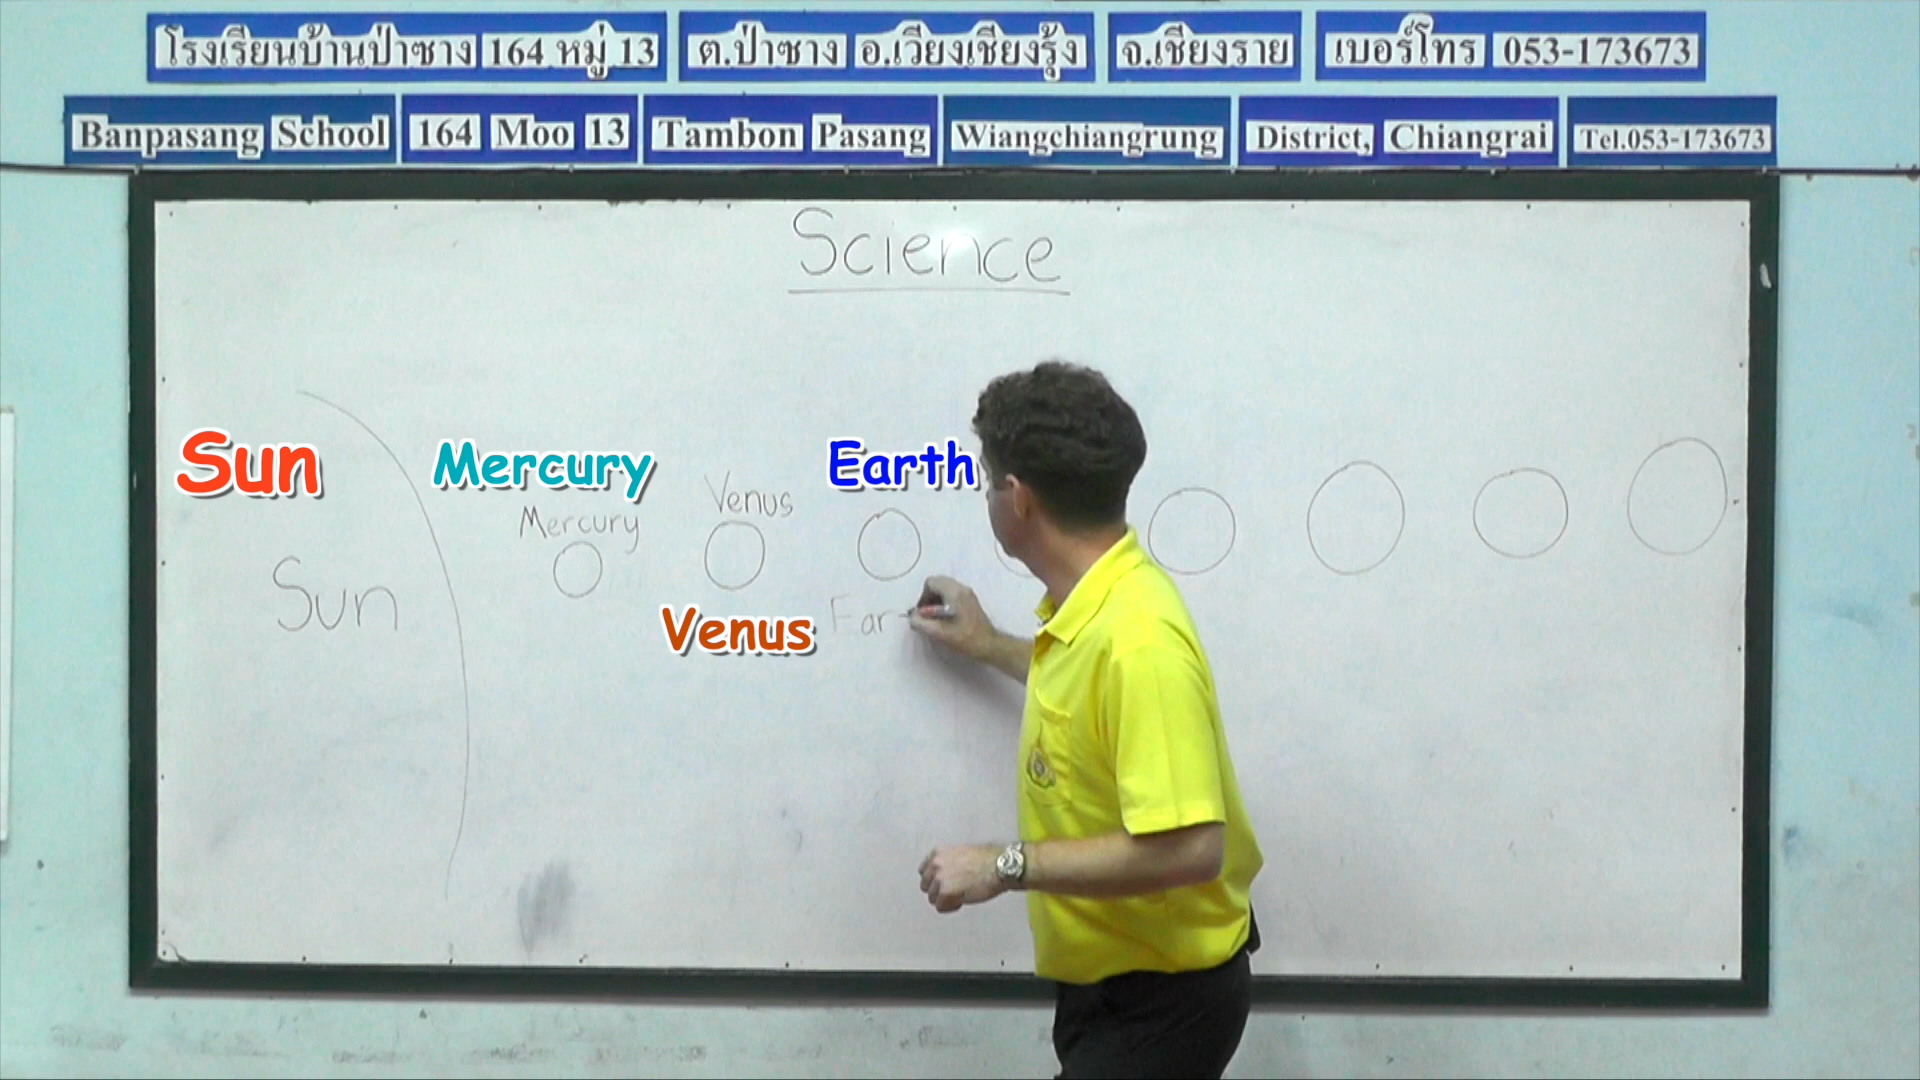 โรงเรียนบ้านป่าซาง 164 หมู่ 13 ต.ป่าซาง อ.เวียงเชียงรุ้ง จ.เชียงราย เบอร์โทร 053-173673
Banpasang School 164 Moo 13 Tambon Pasang Wiangchiangrung District, Chiangrai Tel.053-173673
Science
Sun Mercury Earth
Venus
Mercury
Sun
Venus Ear